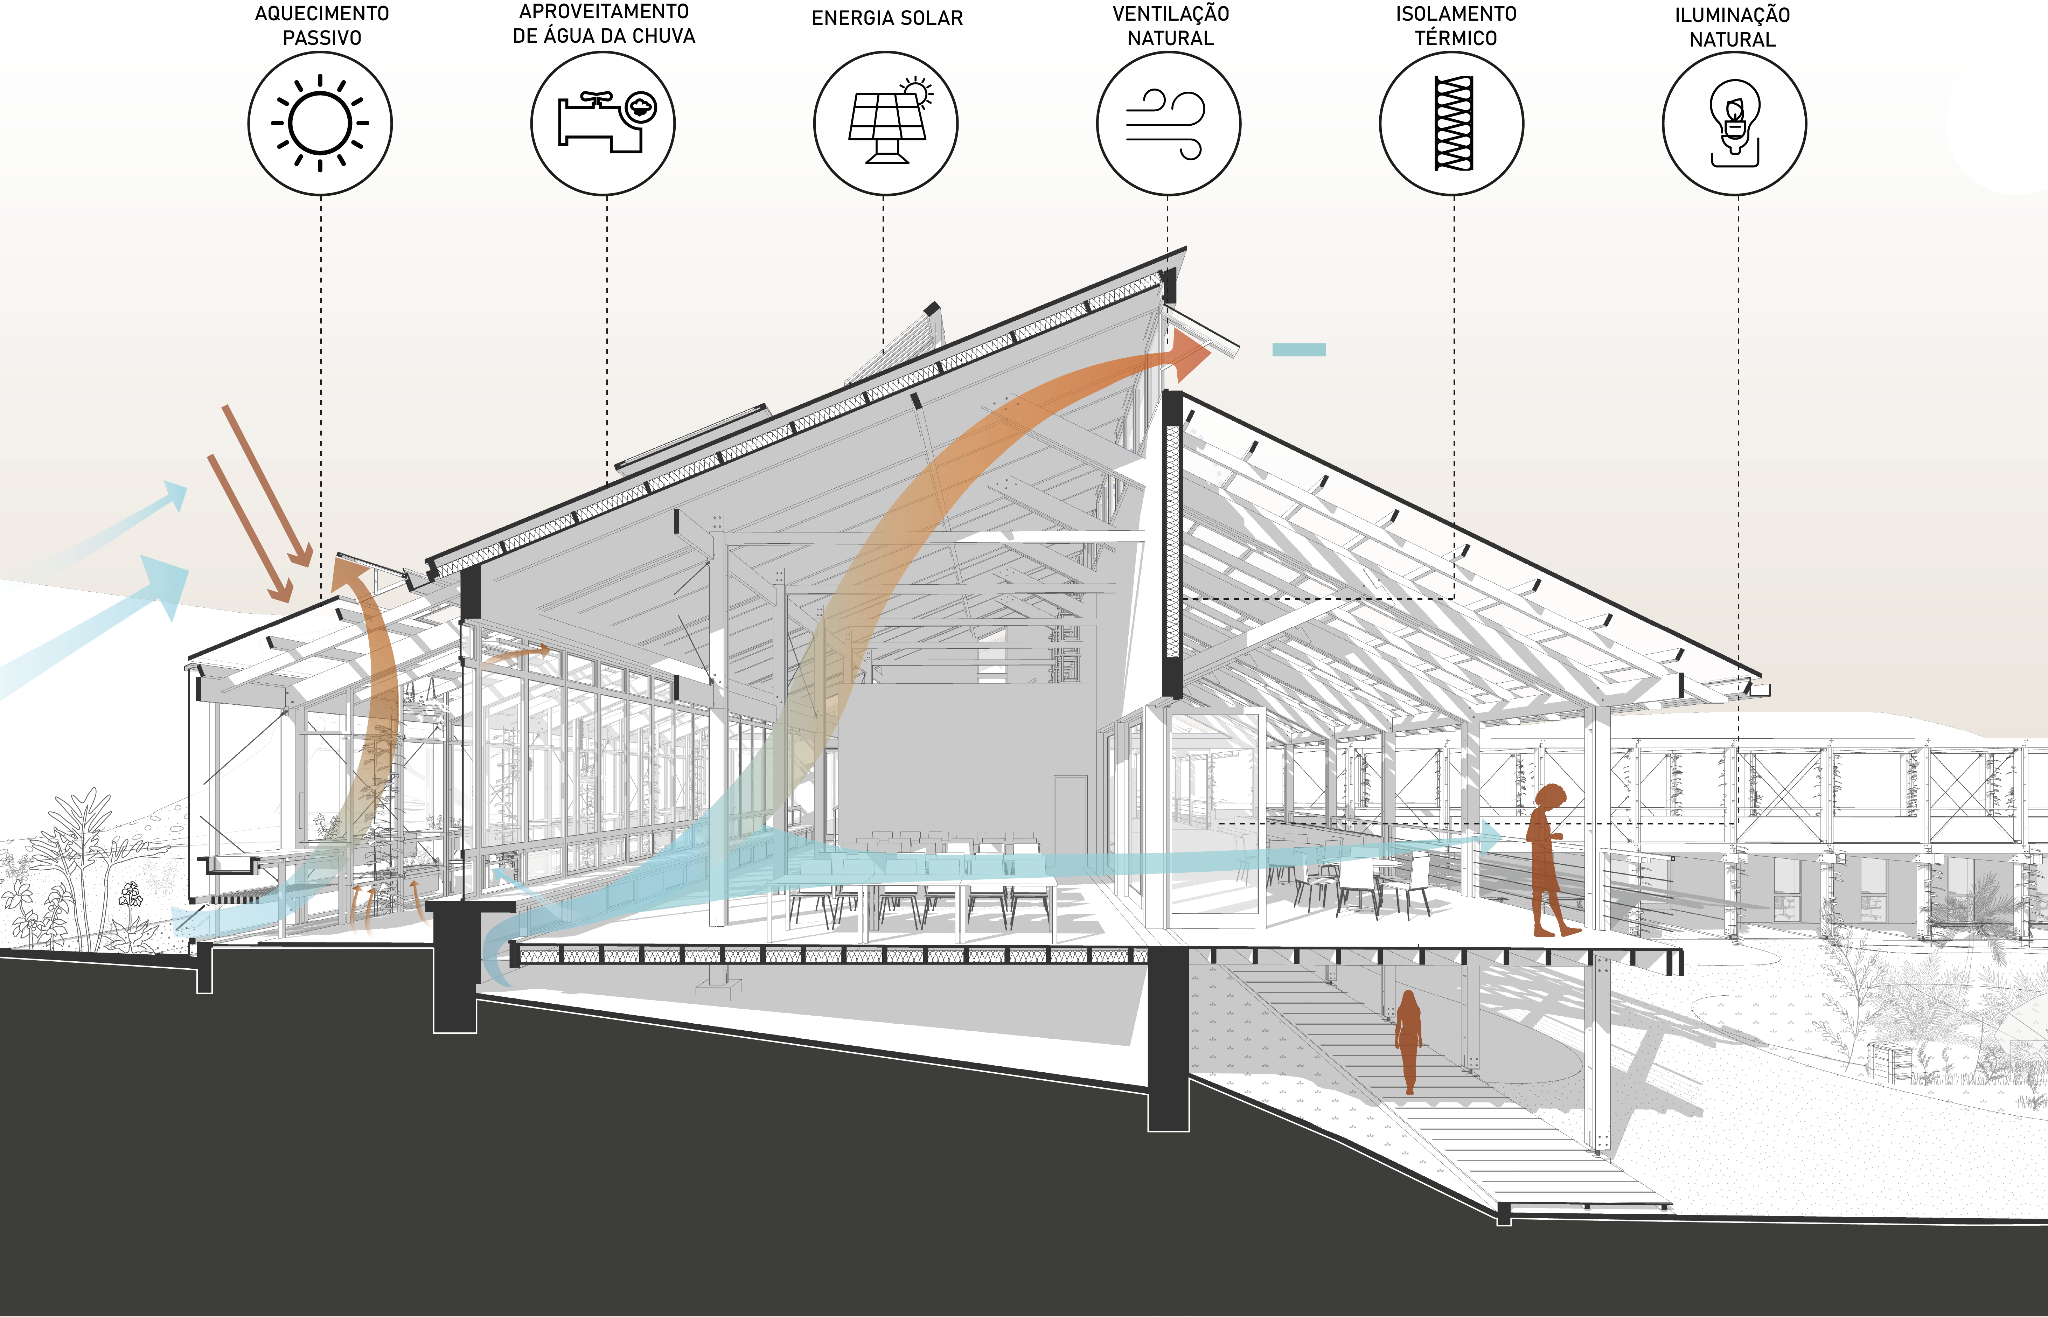 AQUECIMENTO
PASSIVO
APROVEITAMENTO
DE ÁGUA DA CHUVA
ENERGIA SOLAR
VENTILAÇÃO
NATURAL
ISOLAMENTO
TÉRMICO
ILUMINAÇÃO
NATURAL